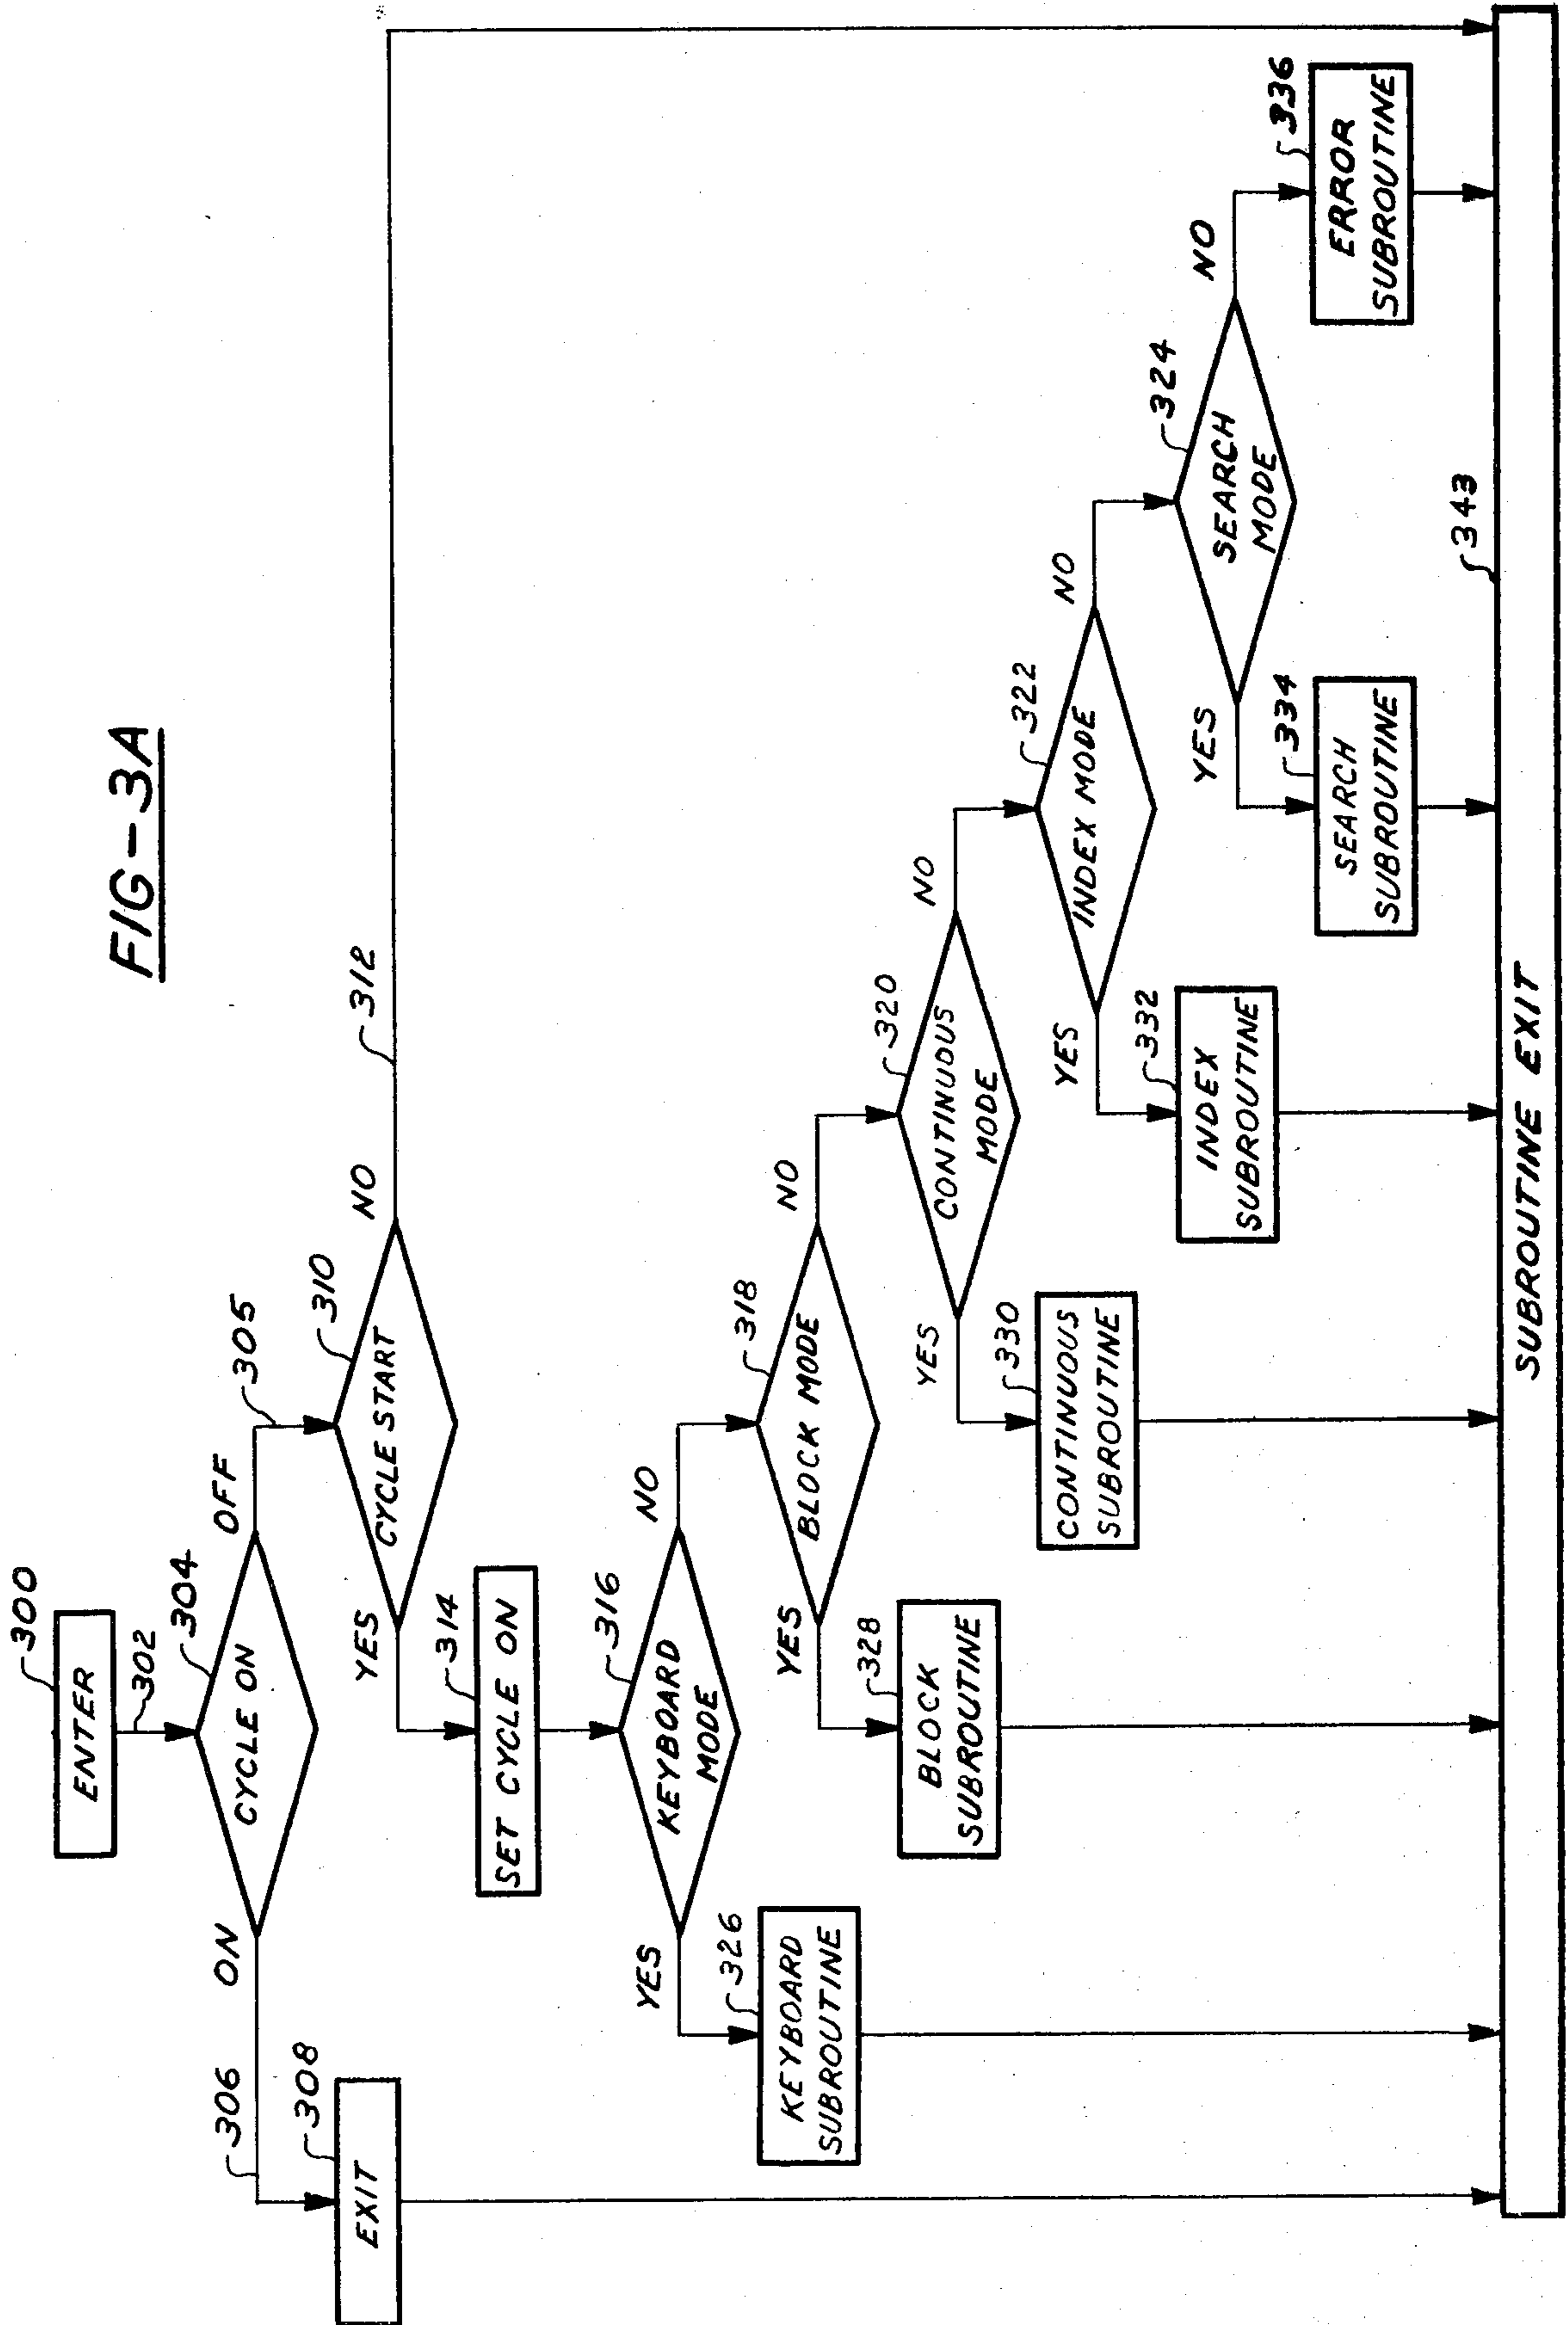 FIG-3A
300
ENTER
302
304
CYCLE ON
ON
OFF
305
306
308
EXIT
310
CYCLE START
NO
312
YES
314
SET CYCLE ON
316
KEYBOARD
MODE
YES
NO
326
KEYBOARD
SUBROUTINE
318
BLOCK MODE
YES
NO
328
BLOCK
SUBROUTINE
320
CONTINUOUS
MODE
YES
NO
330
CONTINUOUS
SUBROUTINE
322
INDEX MODE
YES
NO
332
INDEX
SUBROUTINE
324
SEARCH
MODE
YES
NO
334
SEARCH
SUBROUTINE
336
ERROR
SUBROUTINE
343
SUBROUTINE EXIT